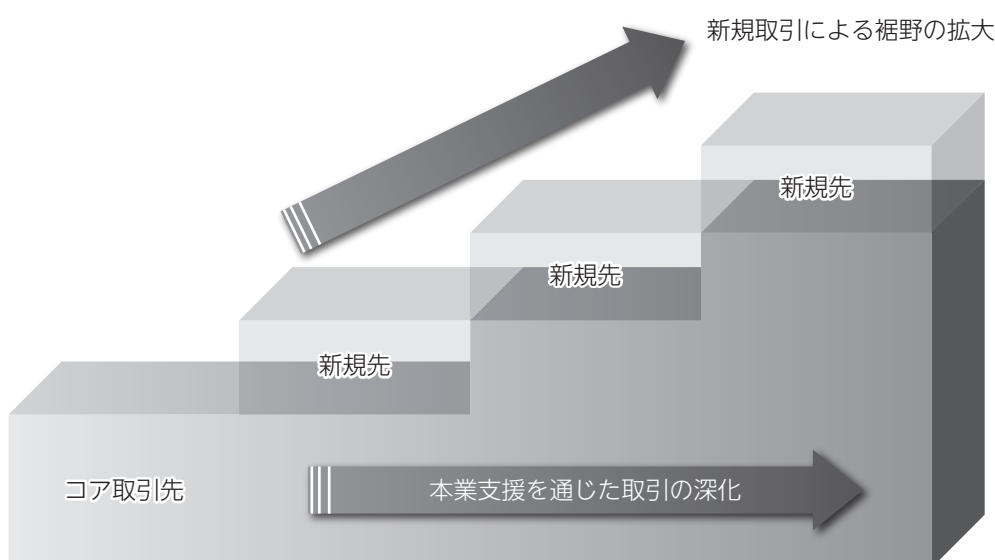 新規取引による裾野の拡大
新規先
新規先
新規先
コア取引先
本業支援を通じた取引の深化